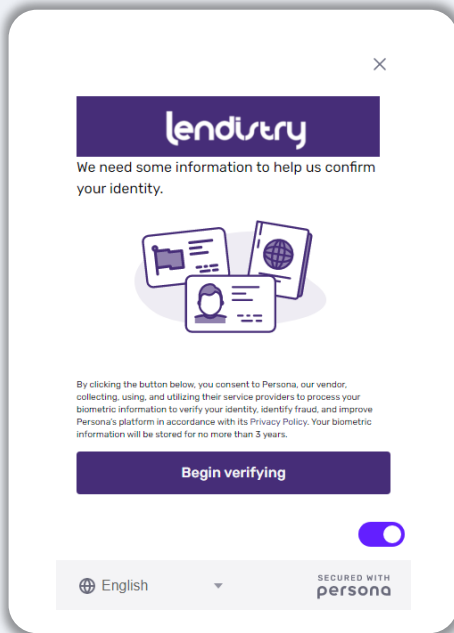 lendistry
We need some information to help us confirm
your identity.
By clicking the button below, you consent to Persona, our vendor,
collecting, using, and utilizing their service providers to process your
biometric information to verify your identity, identify fraud, and improve
Persona's platform in accordance with its Privacy Policy. Your biometric
information will be stored for no more than 3 years.
Begin verifying
English
SECURED WITH
persona